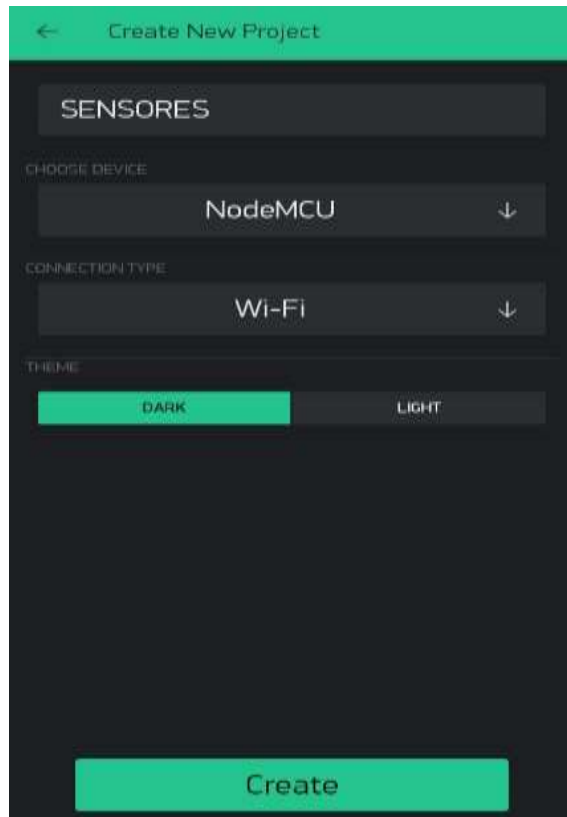 Create New Project
SENSORES
CHOOSE DEVICE
NodeMCU
CONNECTION TYPE
Wi-Fi
THEME
DARK LIGHT
Create